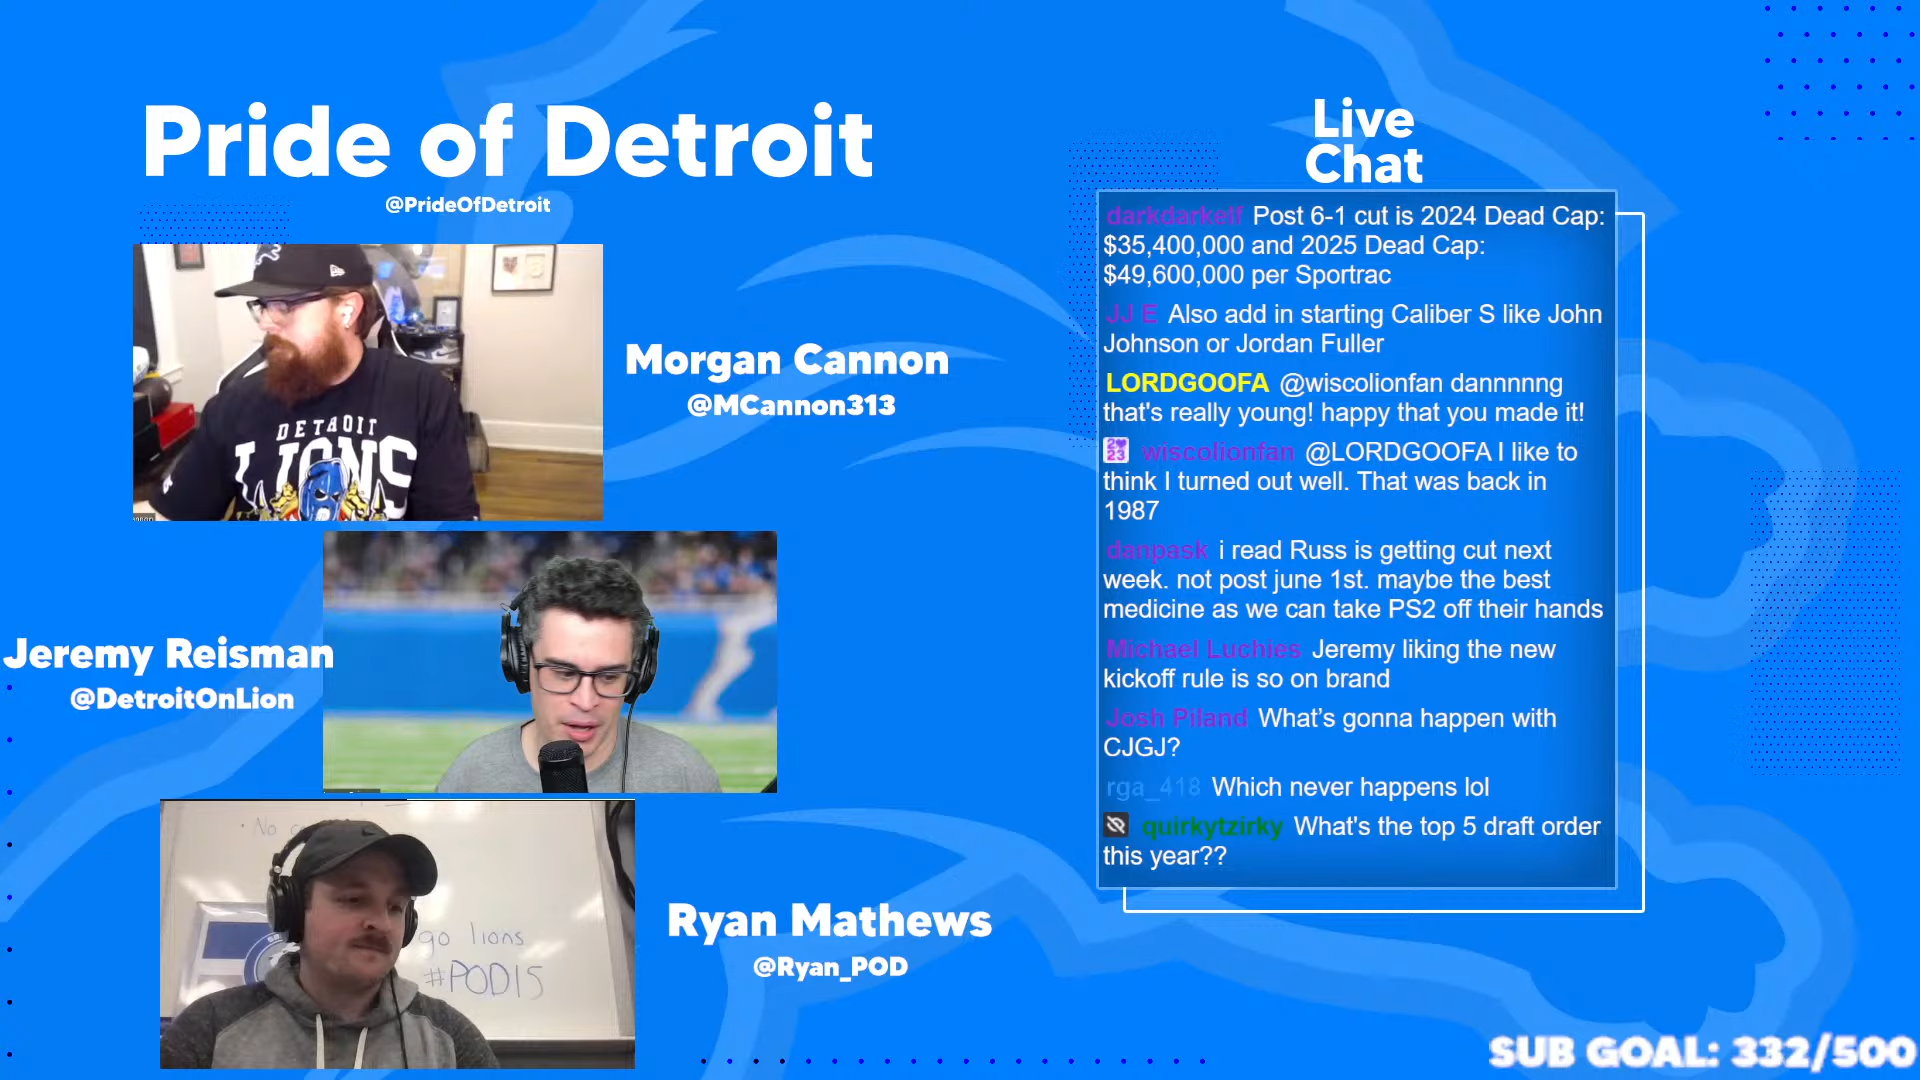 Pride of Detroit
@PrideOfDetroit
Live
Chat
darkdarkelf Post 6-1 cut is 2024 Dead Cap:
$35,400,000 and 2025 Dead Cap:
$49,600,000 per Sportrac
JJ E Also add in starting Caliber S like John
Johnson or Jordan Fuller
LORDGOOFA @wiscolionfan dannnnng
that's really young! happy that you made it!
wiscolionfan @LORDGOOFA I like to
think I turned out well. That was back in
1987
danpask i read Russ is getting cut next
week. not post june 1st. maybe the best
medicine as we can take PS2 off their hands
Michael Luchies Jeremy liking the new
kickoff rule is so on brand
Josh Piland What's gonna happen with
CJGJ?
rga_418 Which never happens lol
quirkytzirky What's the top 5 draft order
this year??
Morgan Cannon
@MCannon313
DETROIT
LIONS
Jeremy Reisman
@DetroitOnLion
No
go lions
#POD15
Ryan Mathews
@Ryan_POD
SUB GOAL: 332/500